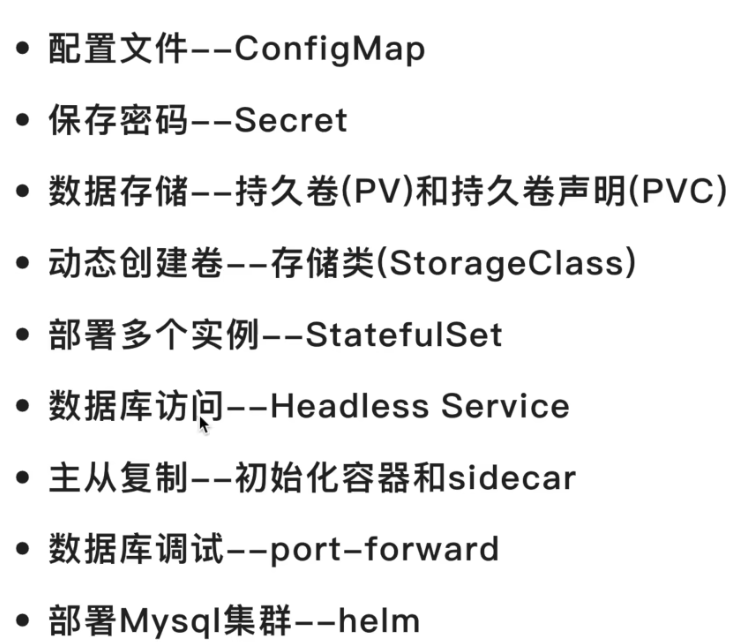 • 配置文件--ConfigMap
• 保存密码--Secret
• 数据存储--持久卷(PV)和持久卷声明(PVC)
• 动态创建卷--存储类(StorageClass)
• 部署多个实例--StatefulSet
• 数据库访问--Headless Service
• 主从复制--初始化容器和sidecar
• 数据库调试--port-forward
• 部署Mysql集群--helm